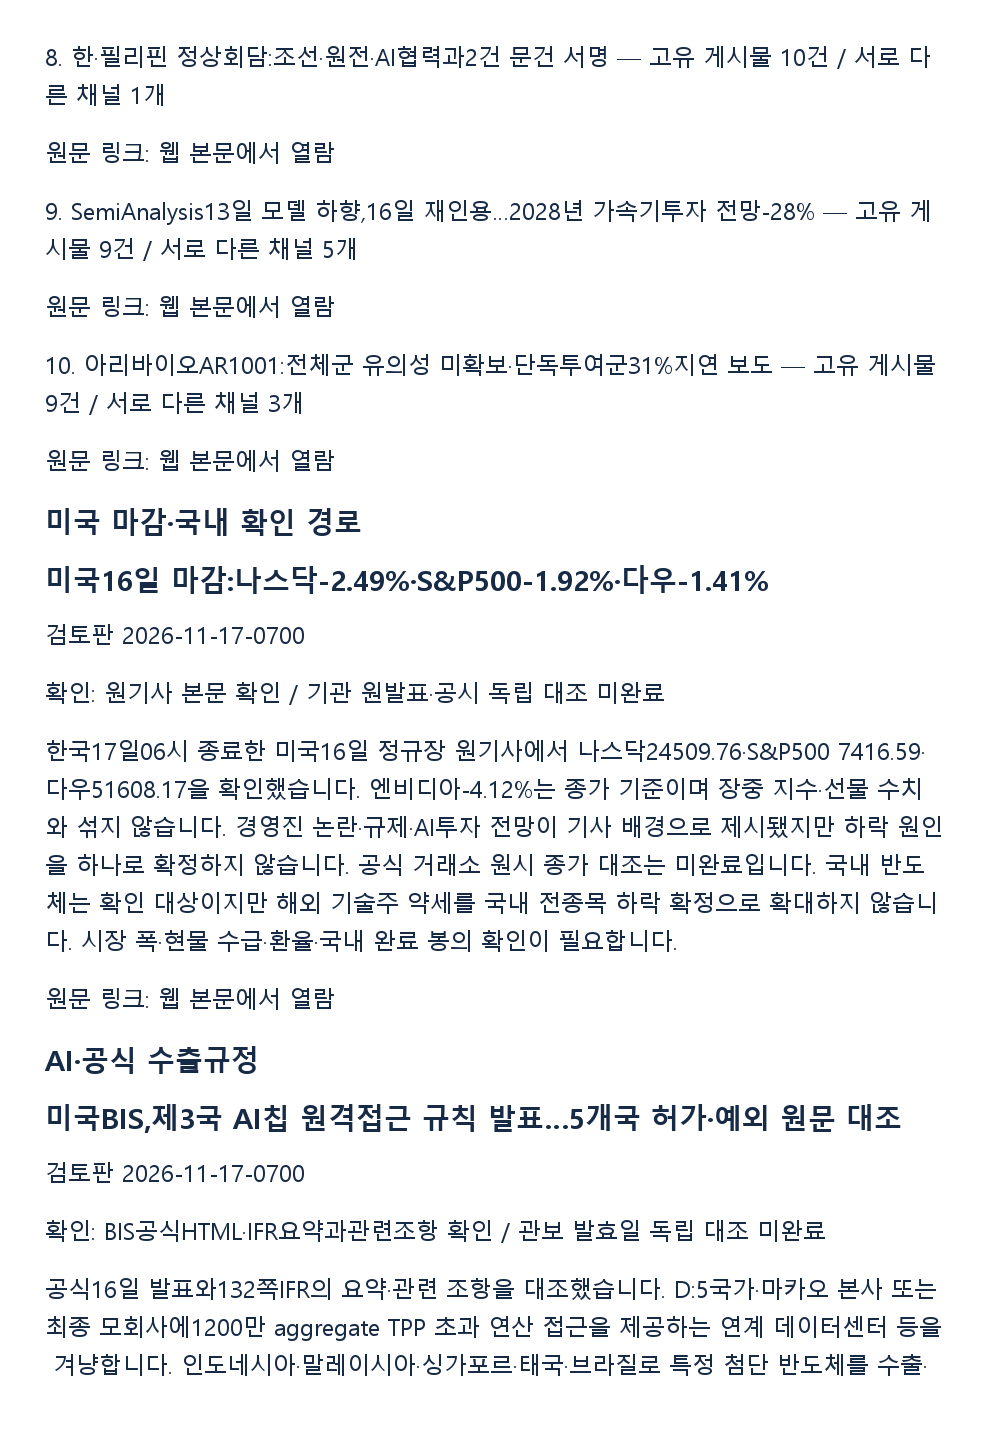 8. 한·필리핀 정상회담:조선·원전·AI협력과2건 문건 서명 — 고유 게시물 10건 / 서로 다
른 채널 1개
원문 링크: 웹 본문에서 열람
9. SemiAnalysis13일 모델 하향,16일 재인용...2028년 가속기투자 전망-28% — 고유 게
시물 9건 / 서로 다른 채널 5개
원문 링크: 웹 본문에서 열람
10. 아리바이오AR1001:전체군 유의성 미확보·단독투여군31%지연 보도 — 고유 게시물
9건 / 서로 다른 채널 3개
원문 링크: 웹 본문에서 열람
미국 마감·국내 확인 경로
미국16일 마감:나스닥-2.49%·S&P500-1.92%·다우-1.41%
검토판 2026-11-17-0700
확인: 원기사 본문 확인 / 기관 원발표·공시 독립 대조 미완료
한국17일06시 종료한 미국16일 정규장 원기사에서 나스닥24509.76·S&P500 7416.59·
다우51608.17을 확인했습니다. 엔비디아-4.12%는 종가 기준이며 장중 지수·선물 수치
와 섞지 않습니다. 경영진 논란·규제·AI투자 전망이 기사 배경으로 제시됐지만 하락 원인
을 하나로 확정하지 않습니다. 공식 거래소 원시 종가 대조는 미완료입니다. 국내 반도
체는 확인 대상이지만 해외 기술주 약세를 국내 전종목 하락 확정으로 확대하지 않습니
다. 시장 폭·현물 수급·환율·국내 완료 봉의 확인이 필요합니다.
원문 링크: 웹 본문에서 열람
AI·공식 수출규정
미국BIS,제3국 AI칩 원격접근 규칙 발표...5개국 허가·예외 원문 대조
검토판 2026-11-17-0700
확인: BIS공식HTML·IFR요약과관련조항 확인 / 관보 발효일 독립 대조 미완료
공식16일 발표와132쪽IFR의 요약·관련 조항을 대조했습니다. D:5국가·마카오 본사 또는
최종 모회사에1200만 aggregate TPP 초과 연산 접근을 제공하는 연계 데이터센터 등을
겨냥합니다. 인도네시아·말레이시아·싱가포르·태국·브라질로 특정 첨단 반도체를 수출·